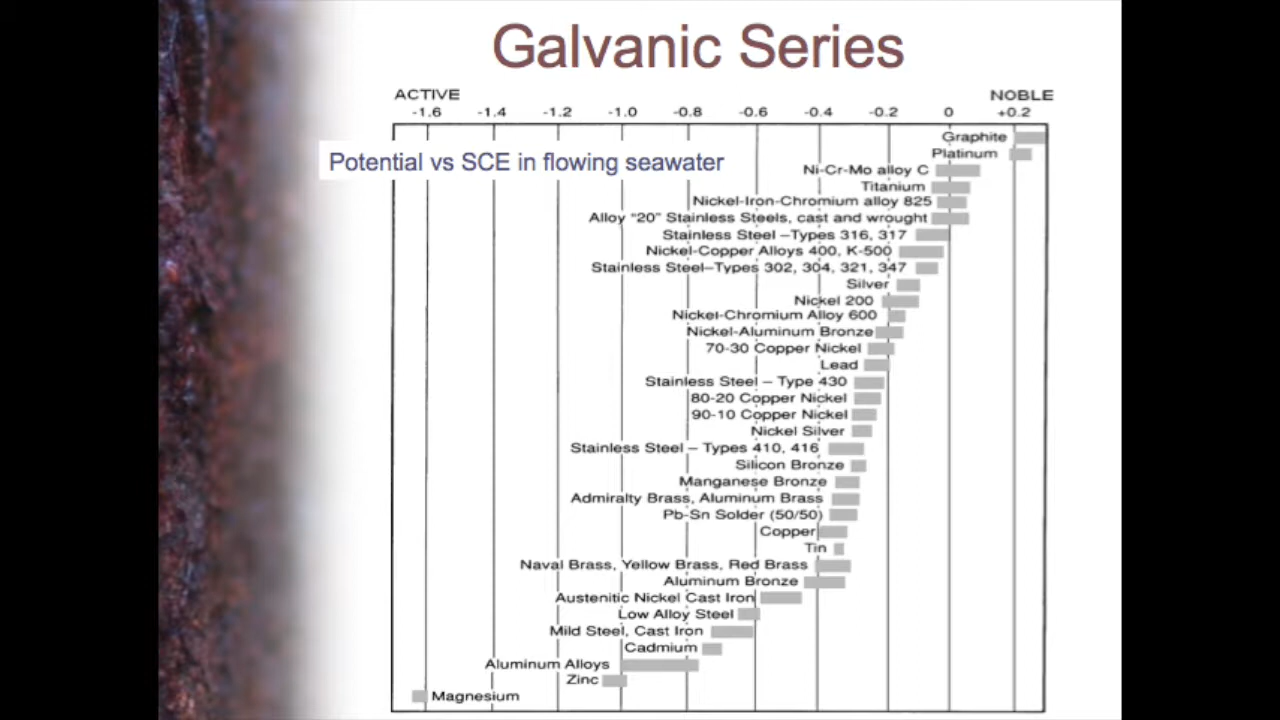 Galvanic Series
ACTIVE NOBLE
-1.6 -1.4 -1.2 -1.0 -0.8 -0.6 -0.4 -0.2 0 +0.2
Graphite
Platinum
Potential vs SCE in flowing seawater
Ni-Cr-Mo alloy C
Titanium
Nickel-Iron-Chromium alloy 825
Alloy “20” Stainless Steels, cast and wrought
Stainless Steel –Types 316, 317
Nickel-Copper Alloys 400, K-500
Stainless Steel–Types 302, 304, 321, 347
Silver
Nickel 200
Nickel-Chromium Alloy 600
Nickel-Aluminum Bronze
70-30 Copper Nickel
Lead
Stainless Steel – Type 430
80-20 Copper Nickel
90-10 Copper Nickel
Nickel Silver
Stainless Steel – Types 410, 416
Silicon Bronze
Manganese Bronze
Admiralty Brass, Aluminum Brass
Pb-Sn Solder (50/50)
Copper
Tin
Naval Brass, Yellow Brass, Red Brass
Aluminum Bronze
Austenitic Nickel Cast Iron
Low Alloy Steel
Mild Steel, Cast Iron
Cadmium
Aluminum Alloys
Zinc
Magnesium